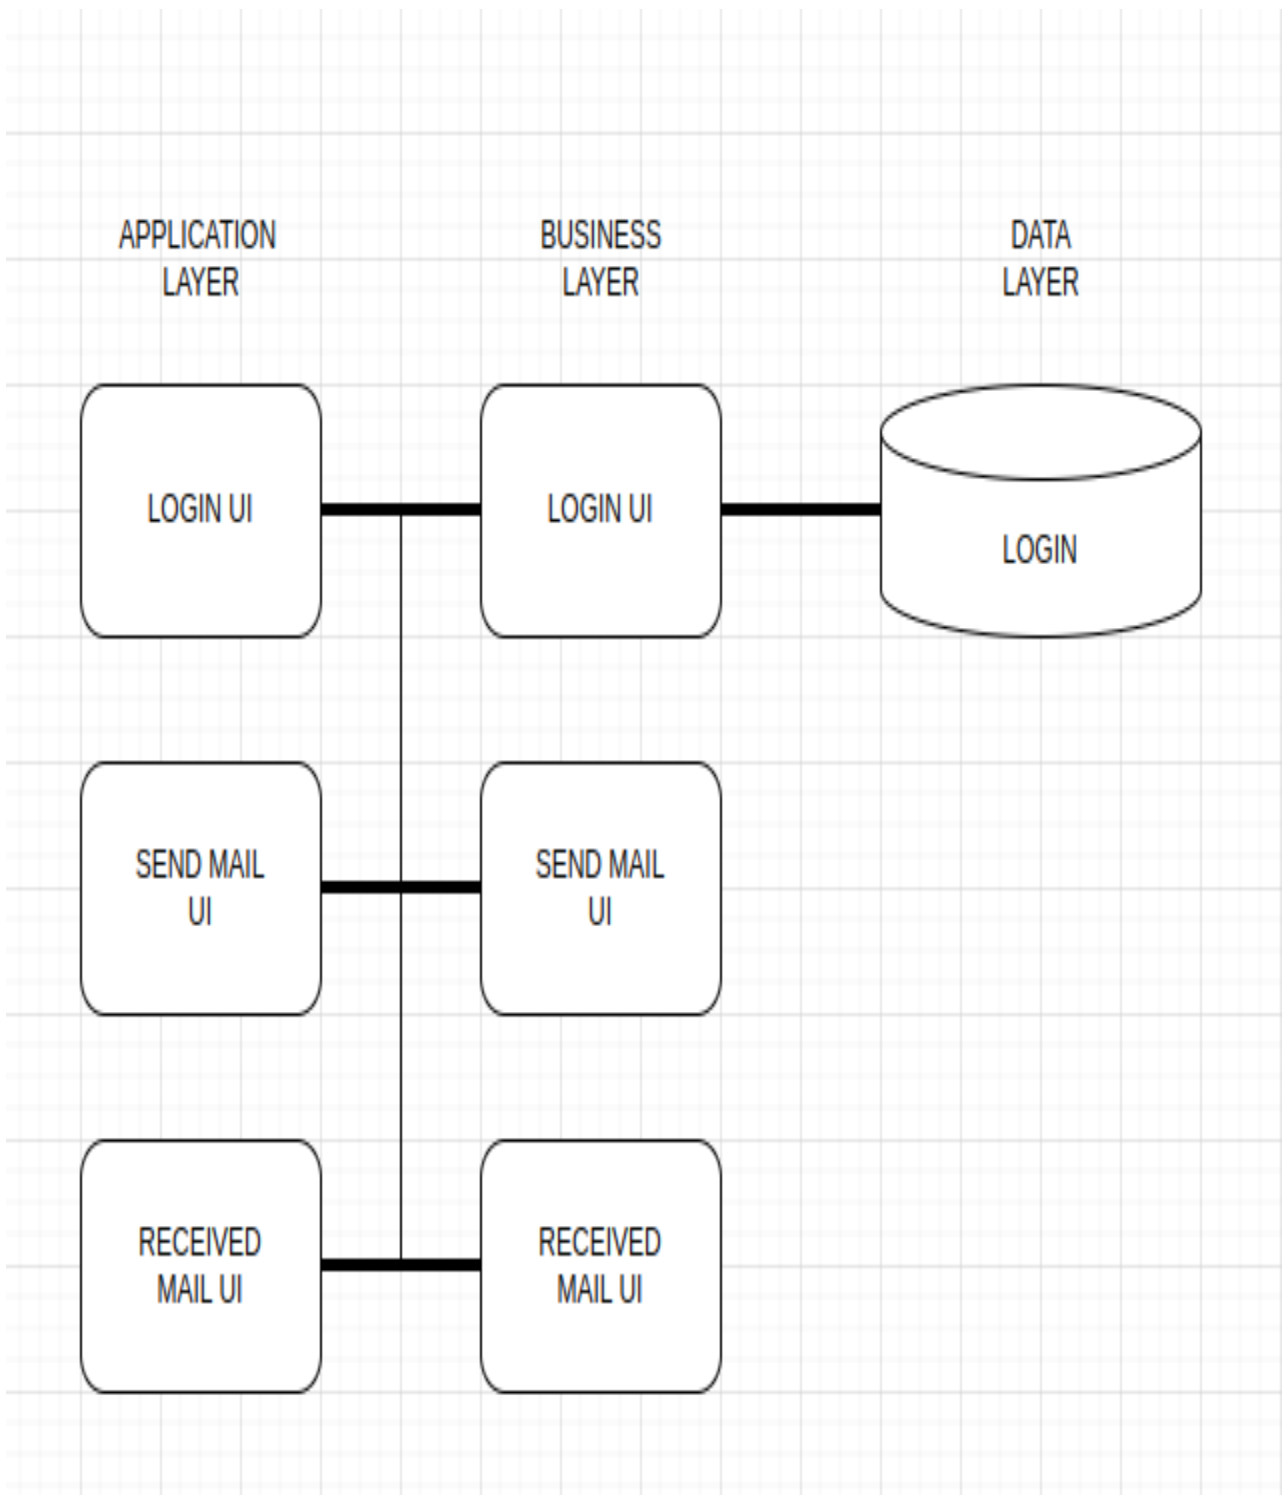 APPLICATION
LAYER
BUSINESS
LAYER
DATA
LAYER
LOGIN UI
LOGIN UI
LOGIN
SEND MAIL
UI
SEND MAIL
UI
RECEIVED
MAIL UI
RECEIVED
MAIL UI